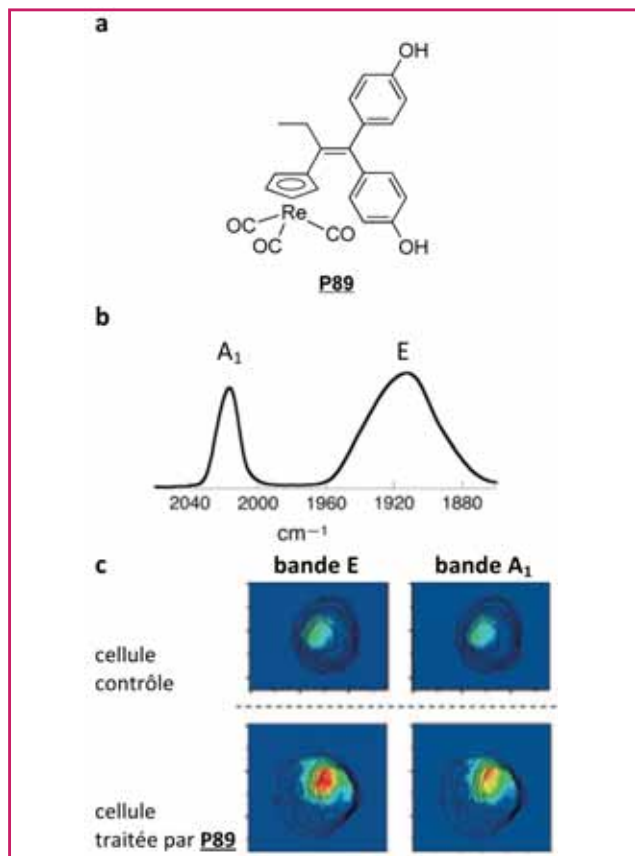 a
OH
Re
OC
OC
CO
OH
P89
b
A₁
E
2040 2000 1960 1920 1880
cm⁻¹
c
bande E
bande A₁
cellule
contrôle
cellule
traitée par P89